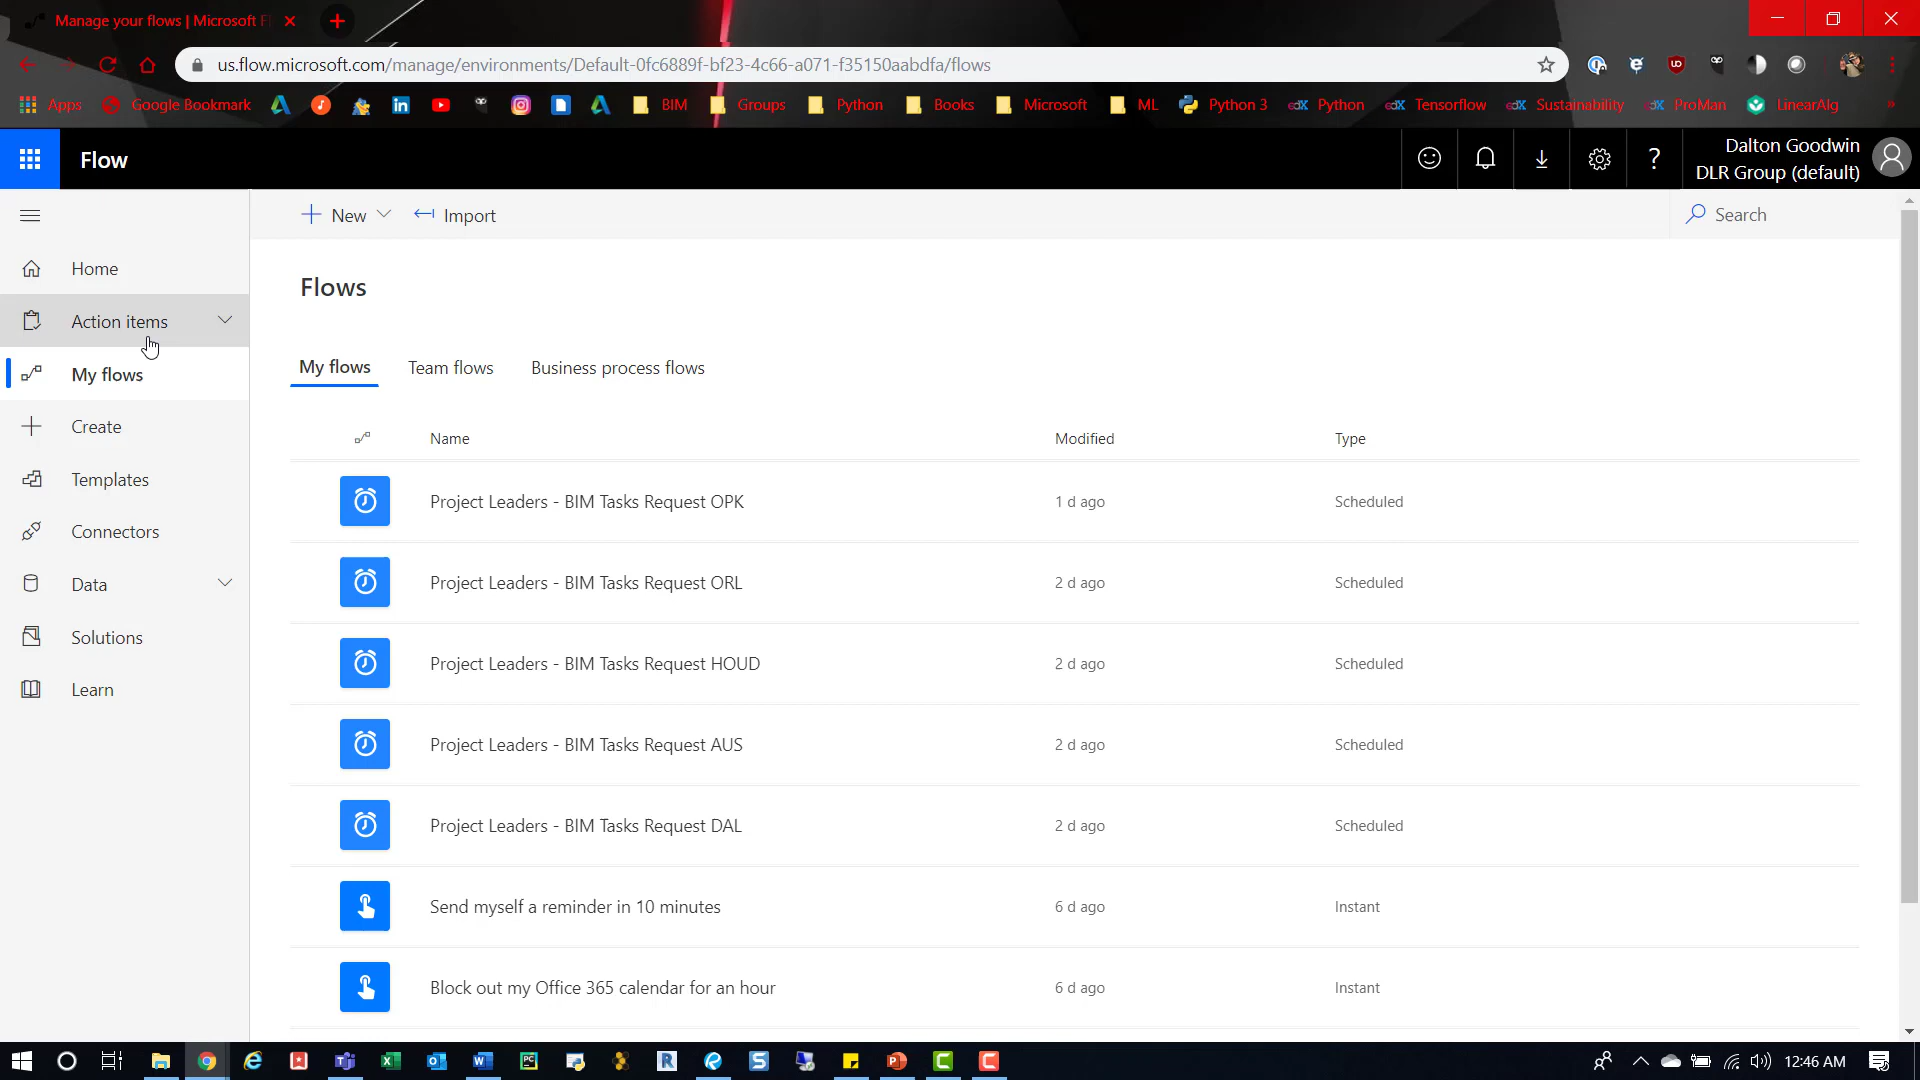 Manage your flows | Microsoft F
us.flow.microsoft.com/manage/environments/Default-0fc6889f-bf23-4c66-a071-f35150aabdfa/flows
Apps Google Bookmark BIM Groups Python Books Microsoft ML Python 3 Python Tensorflow Sustainability ProMan LinearAlg
Flow
Dalton Goodwin
DLR Group (default)
New Import Search
Home
Action items
My flows
Create
Templates
Connectors
Data
Solutions
Learn
Flows
My flows Team flows Business process flows
Name Modified Type
Project Leaders - BIM Tasks Request OPK 1 d ago Scheduled
Project Leaders - BIM Tasks Request ORL 2 d ago Scheduled
Project Leaders - BIM Tasks Request HOUD 2 d ago Scheduled
Project Leaders - BIM Tasks Request AUS 2 d ago Scheduled
Project Leaders - BIM Tasks Request DAL 2 d ago Scheduled
Send myself a reminder in 10 minutes 6 d ago Instant
Block out my Office 365 calendar for an hour 6 d ago Instant
12:46 AM